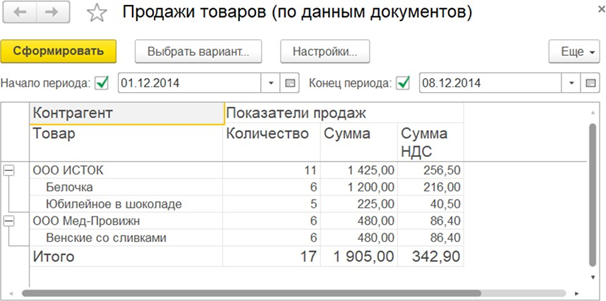 Продажи товаров (по данным документов)
Сформировать Выбрать вариант... Настройки... Еще
Начало периода: 01.12.2014 Конец периода: 08.12.2014
Контрагент Показатели продаж
Товар Количество Сумма Сумма
НДС
ООО ИСТОК 11 1 425,00 256,50
Белочка 6 1 200,00 216,00
Юбилейное в шоколаде 5 225,00 40,50
ООО Мед-Провижн 6 480,00 86,40
Венские со сливками 6 480,00 86,40
Итого 17 1 905,00 342,90